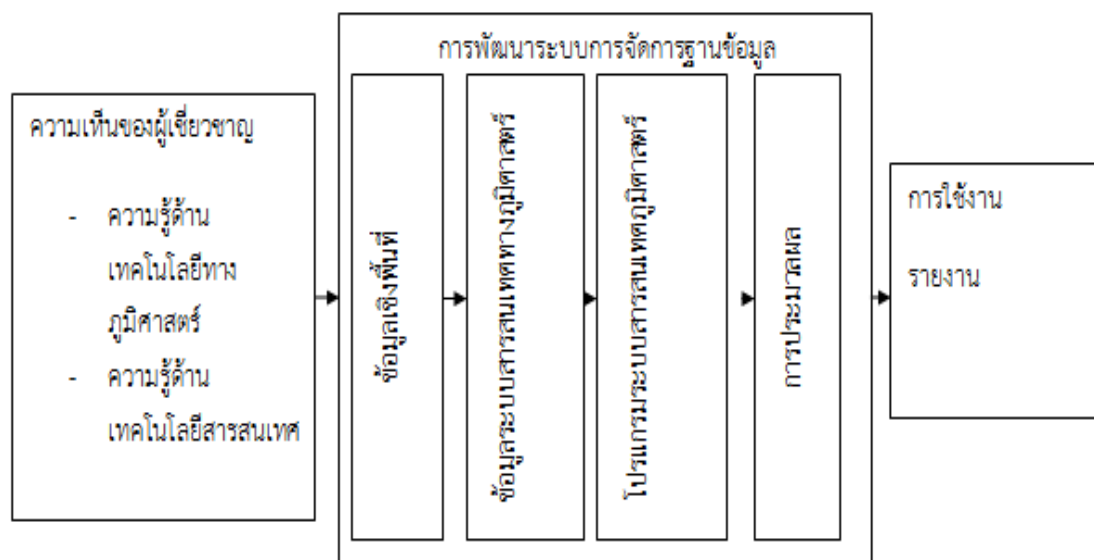 การพัฒนาระบบการจัดการฐานข้อมูล
ความเห็นของผู้เชี่ยวชาญ
- ความรู้ด้าน
เทคโนโลยีทาง
ภูมิศาสตร์
- ความรู้ด้าน
เทคโนโลยีสารสนเทศ
ข้อมูลเชิงพื้นที่
ข้อมูลระบบสารสนเทศทางภูมิศาสตร์
โปรแกรมระบบสารสนเทศภูมิศาสตร์
การประมวลผล
การใช้งาน
รายงาน